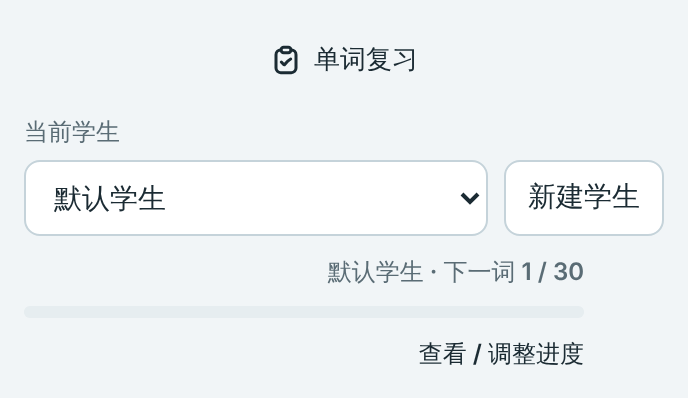 单词复习
当前学生
默认学生 新建学生
默认学生 · 下一词 1 / 30
查看 / 调整进度